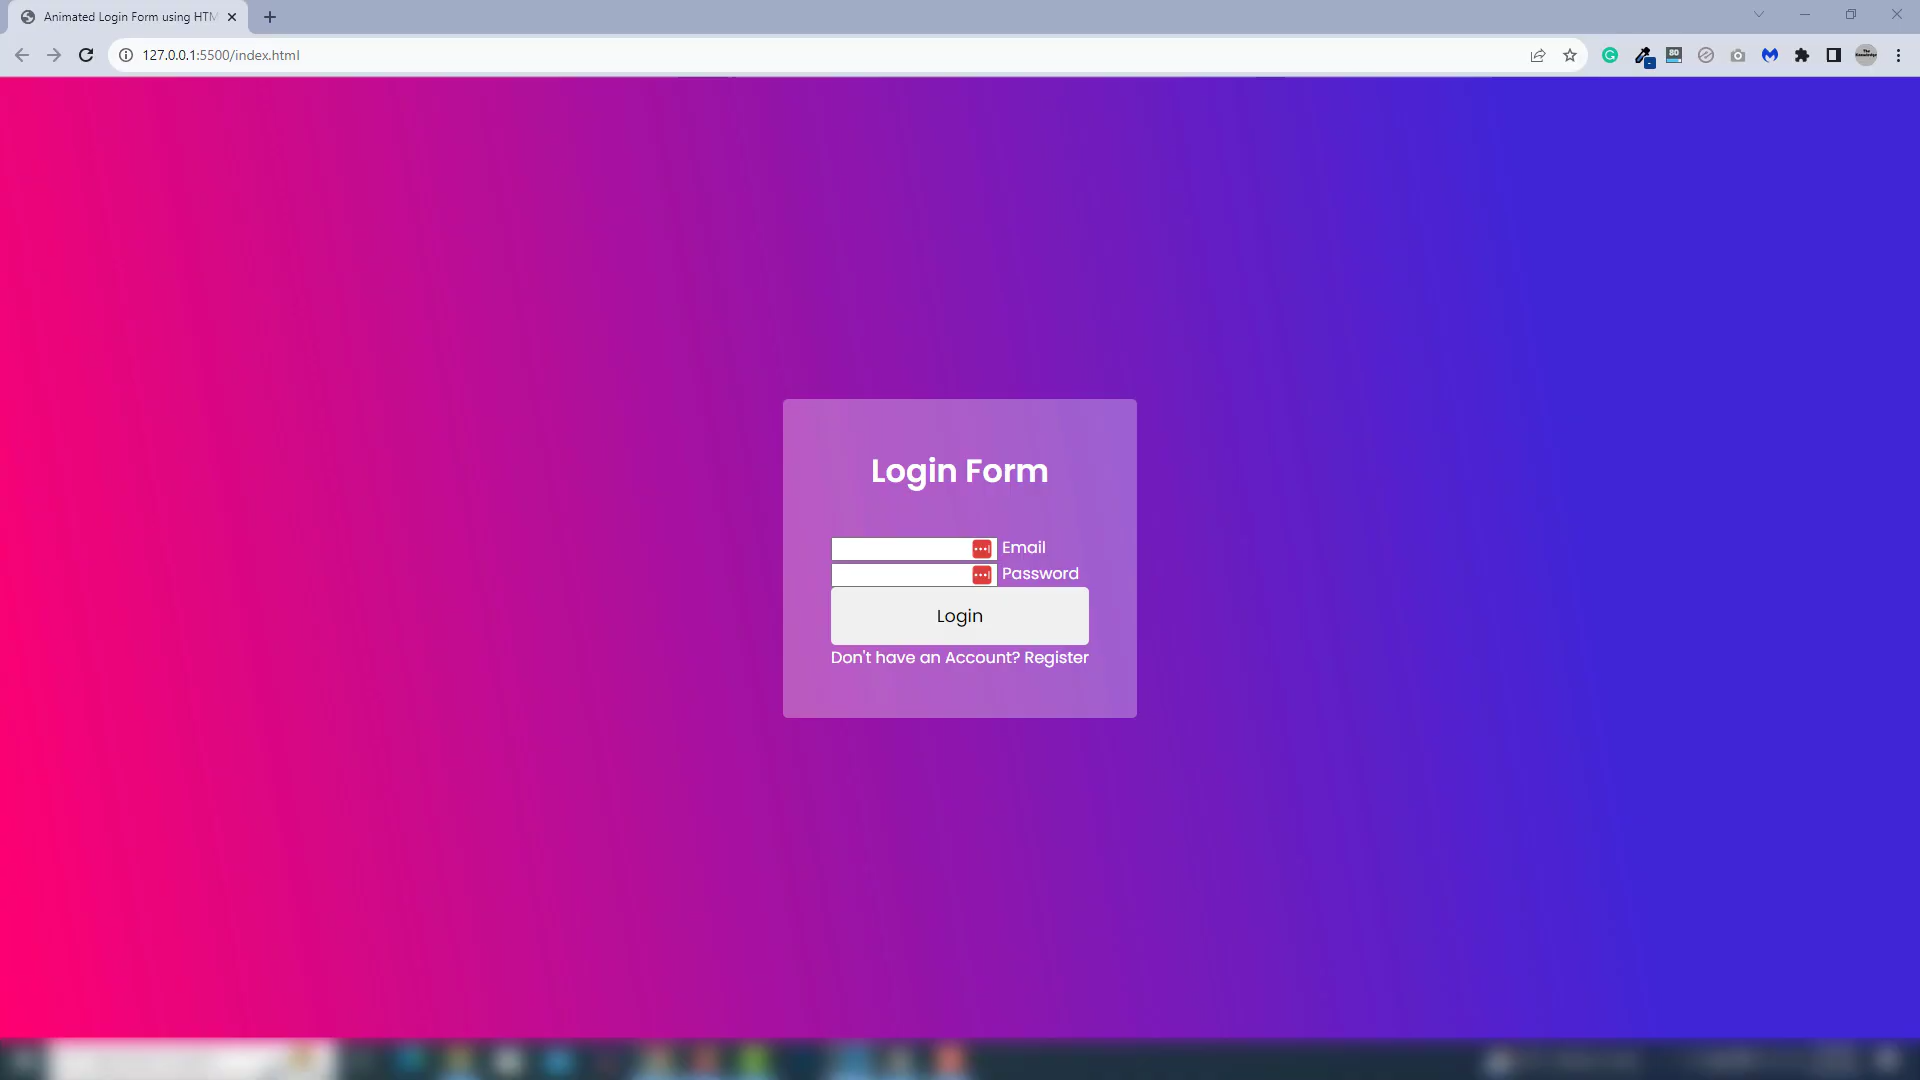 Animated Login Form using HTM
127.0.0.1:5500/index.html
80
Login Form
Email
Password
Login
Don't have an Account? Register